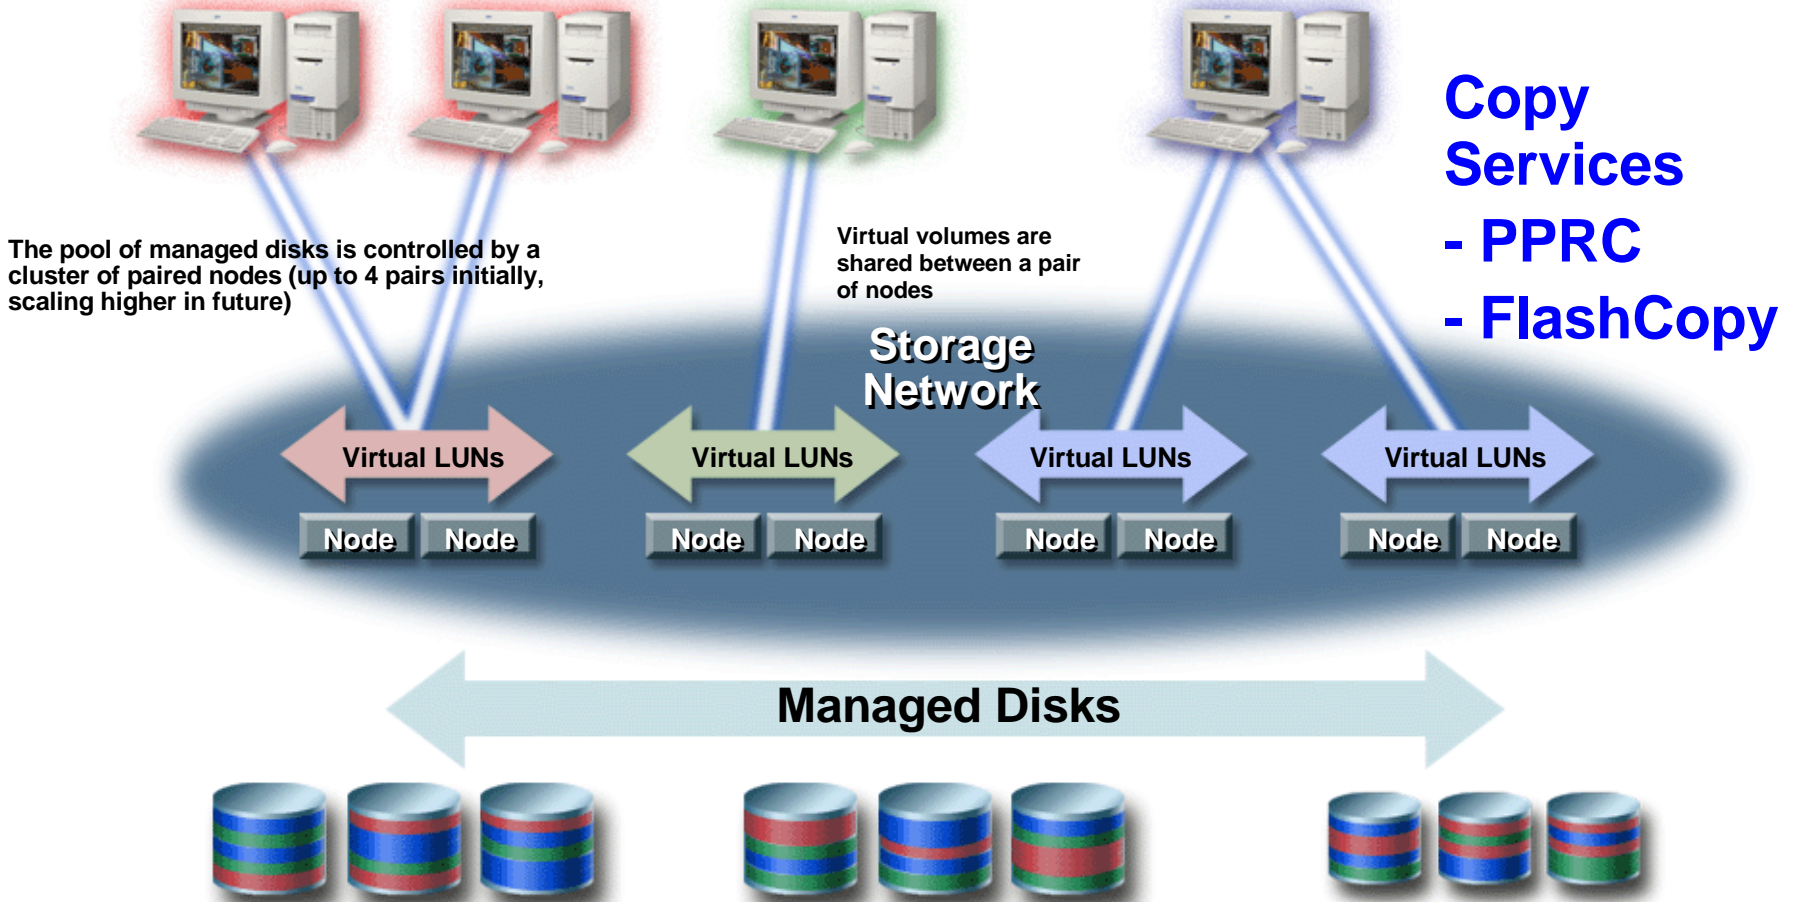 Copy
Services
- PPRC
- FlashCopy
The pool of managed disks is controlled by a
cluster of paired nodes (up to 4 pairs initially,
scaling higher in future)
Virtual volumes are
shared between a pair
of nodes
Storage
Network
Virtual LUNs
Virtual LUNs
Virtual LUNs
Virtual LUNs
Node
Node
Node
Node
Node
Node
Node
Node
Managed Disks